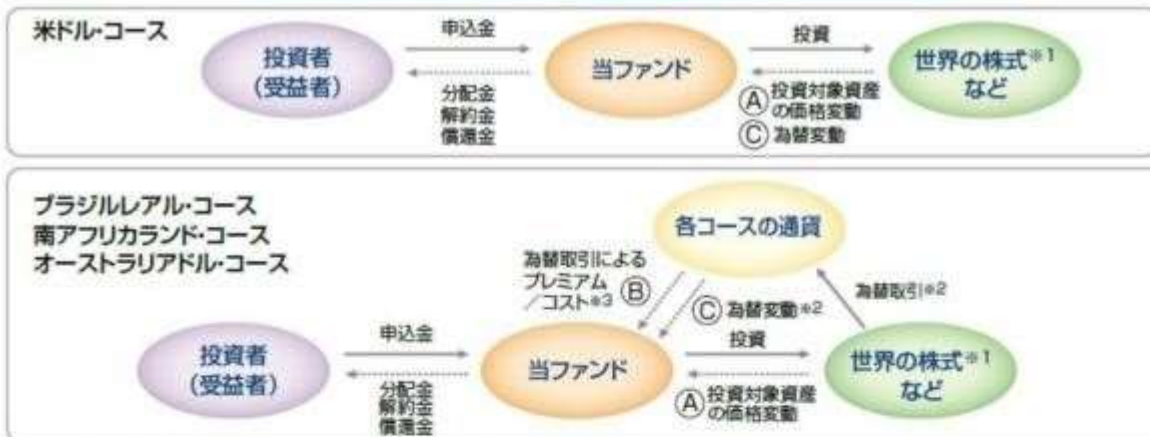 米ドル・コース
投資者
(受益者)
申込金
分配金
解約金
償還金
当ファンド
投資
Ⓐ 投資対象資産
の価格変動
Ⓒ 為替変動
世界の株式※1
など
ブラジルレアル・コース
南アフリカランド・コース
オーストラリアドル・コース
各コースの通貨
為替取引による
プレミアム
/コスト※3 Ⓑ
Ⓒ 為替変動※2
為替取引※2
投資者
(受益者)
申込金
分配金
解約金
償還金
当ファンド
投資
Ⓐ 投資対象資産
の価格変動
世界の株式※1
など